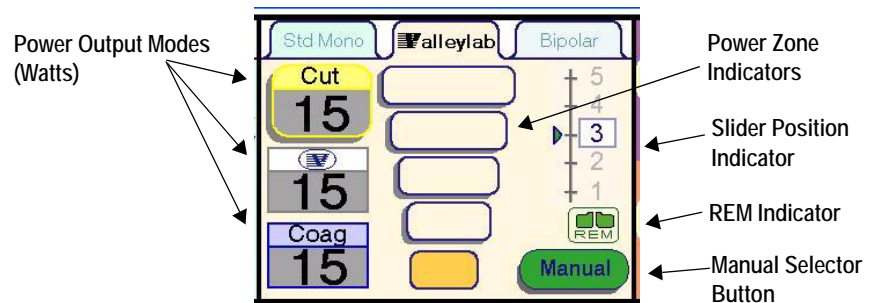 Power Output Modes
(Watts)
Std Mono
Valleylab
Bipolar
Cut
15
15
Coag
15
5
4
3
2
1
REM
Manual
Power Zone
Indicators
Slider Position
Indicator
REM Indicator
Manual Selector
Button